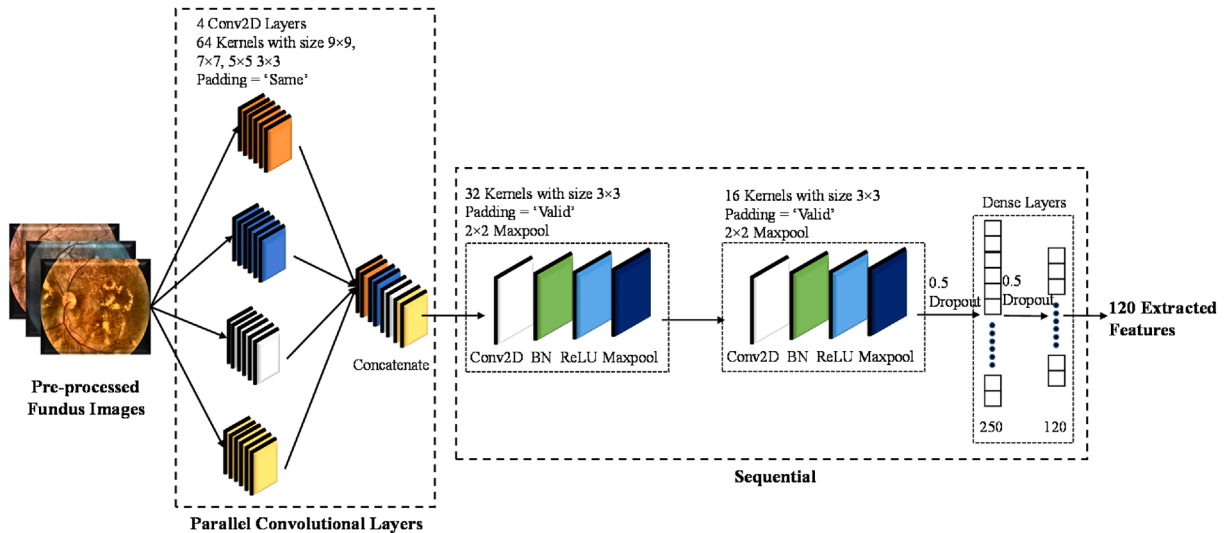 4 Conv2D Layers
64 Kernels with size 9×9,
7×7, 5×5 3×3
Padding = ‘Same’
Pre-processed
Fundus Images
Concatenate
Parallel Convolutional Layers
32 Kernels with size 3×3
Padding = ‘Valid’
2×2 Maxpool
Conv2D BN ReLU Maxpool
16 Kernels with size 3×3
Padding = ‘Valid’
2×2 Maxpool
Conv2D BN ReLU Maxpool
Dense Layers
0.5
Dropout
0.5
Dropout
250
120
Sequential
120 Extracted
Features